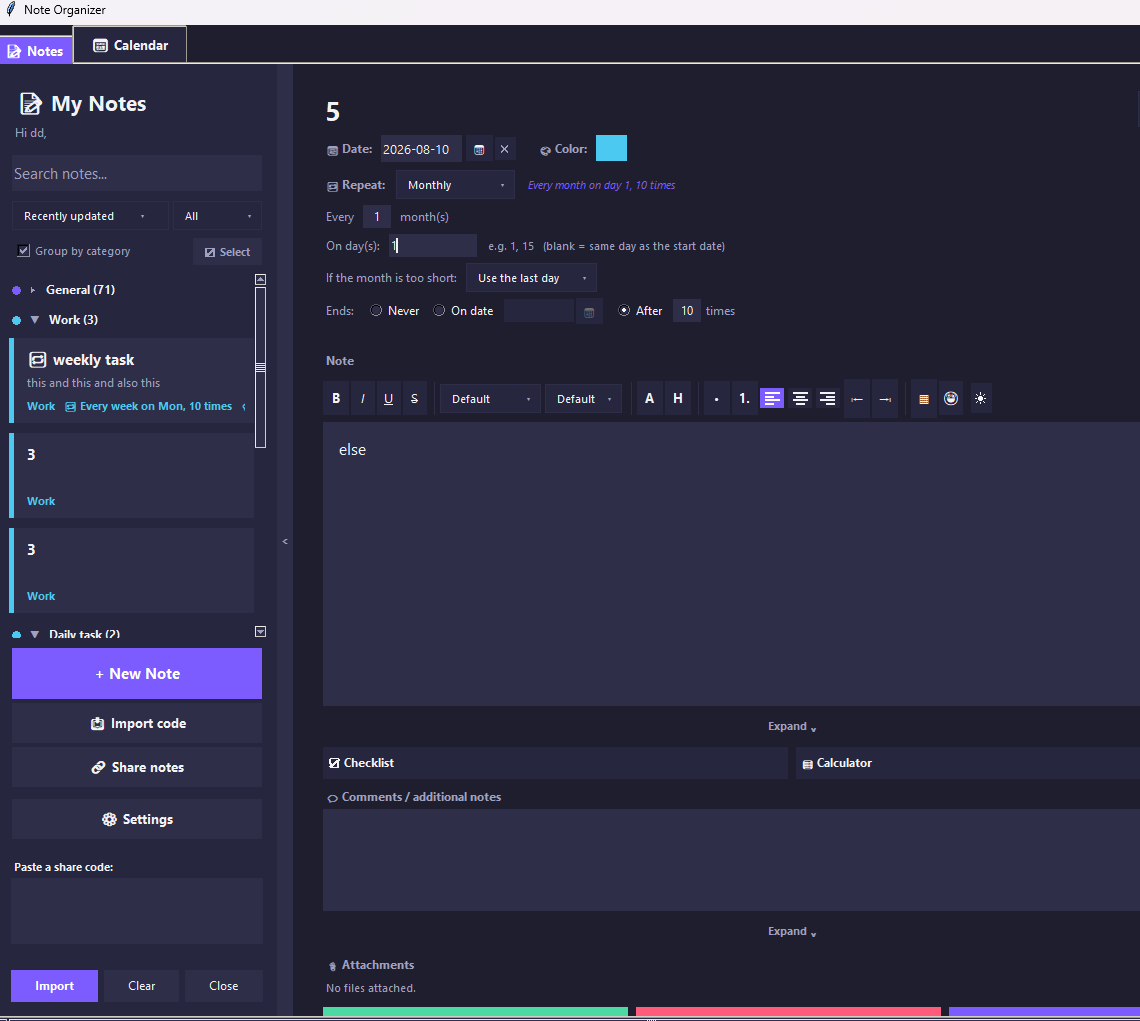 Note Organizer
Notes
Calendar
My Notes
Hi dd,
Search notes...
Recently updated
All
Group by category
Select
General (71)
Work (3)
weekly task
this and this and also this
Work Every week on Mon, 10 times
3
Work
3
Work
Daily task (2)
+ New Note
Import code
Share notes
Settings
Paste a share code:
Import
Clear
Close
<
5
Date: 2026-08-10
Color:
Repeat: Monthly Every month on day 1, 10 times
Every 1 month(s)
On day(s): 1 e.g. 1, 15 (blank = same day as the start date)
If the month is too short: Use the last day
Ends: Never On date After 10 times
Note
B I U S Default Default A H • 1.
else
Expand
Checklist
Calculator
Comments / additional notes
Expand
Attachments
No files attached.